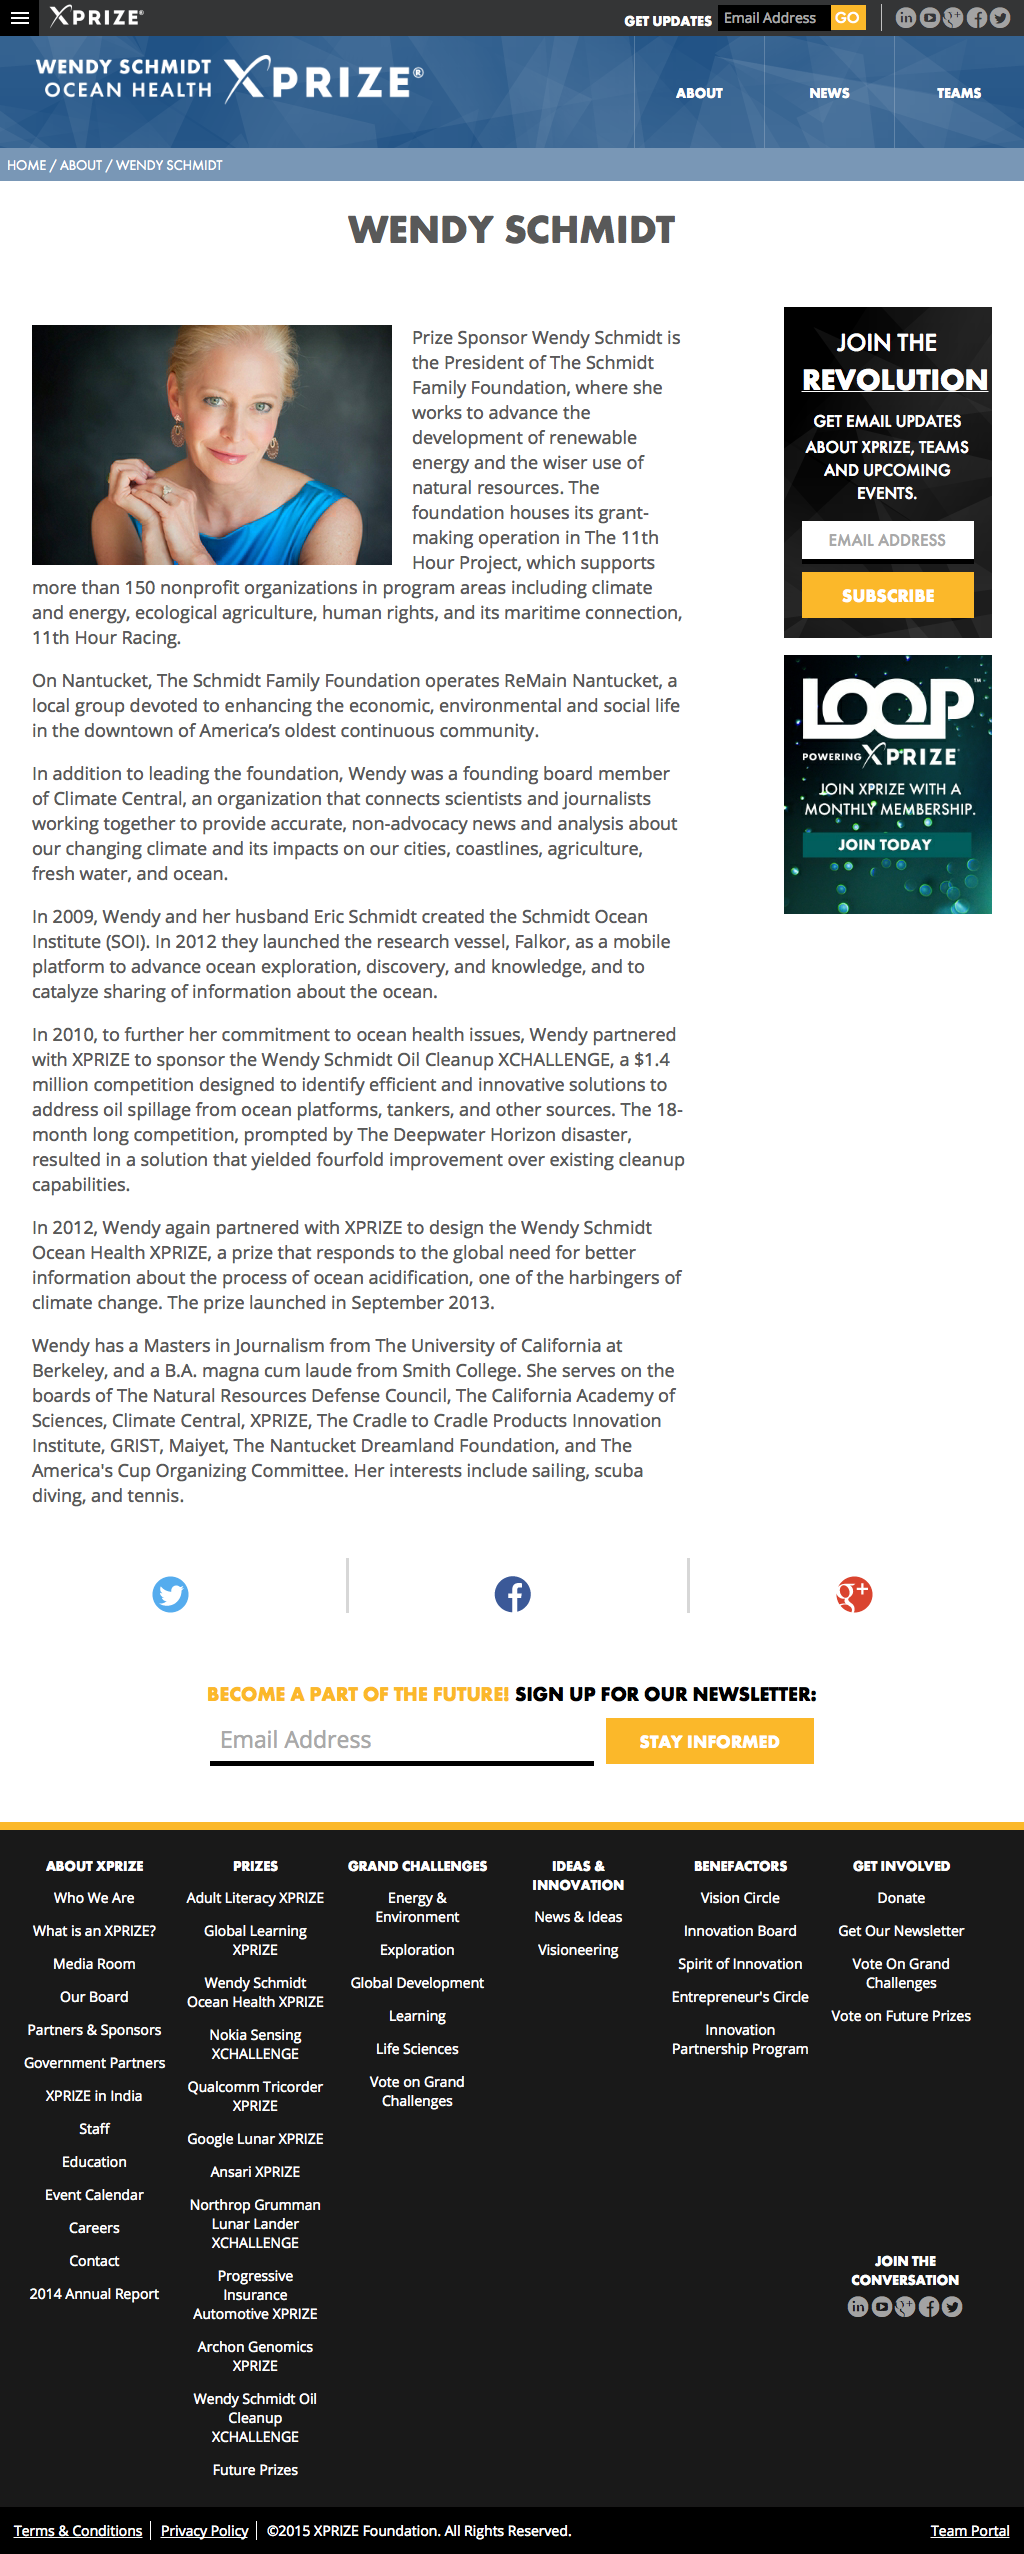 XPRIZE®
GET UPDATES
Email Address
GO
WENDY SCHMIDT
OCEAN HEALTH
XPRIZE®
ABOUT
NEWS
TEAMS
HOME / ABOUT / WENDY SCHMIDT
WENDY SCHMIDT
Prize Sponsor Wendy Schmidt is
the President of The Schmidt
Family Foundation, where she
works to advance the
development of renewable
energy and the wiser use of
natural resources. The
foundation houses its grant-
making operation in The 11th
Hour Project, which supports
more than 150 nonprofit organizations in program areas including climate
and energy, ecological agriculture, human rights, and its maritime connection,
11th Hour Racing.
On Nantucket, The Schmidt Family Foundation operates ReMain Nantucket, a
local group devoted to enhancing the economic, environmental and social life
in the downtown of America’s oldest continuous community.
In addition to leading the foundation, Wendy was a founding board member
of Climate Central, an organization that connects scientists and journalists
working together to provide accurate, non-advocacy news and analysis about
our changing climate and its impacts on our cities, coastlines, agriculture,
fresh water, and ocean.
In 2009, Wendy and her husband Eric Schmidt created the Schmidt Ocean
Institute (SOI). In 2012 they launched the research vessel, Falkor, as a mobile
platform to advance ocean exploration, discovery, and knowledge, and to
catalyze sharing of information about the ocean.
In 2010, to further her commitment to ocean health issues, Wendy partnered
with XPRIZE to sponsor the Wendy Schmidt Oil Cleanup XCHALLENGE, a $1.4
million competition designed to identify efficient and innovative solutions to
address oil spillage from ocean platforms, tankers, and other sources. The 18-
month long competition, prompted by The Deepwater Horizon disaster,
resulted in a solution that yielded fourfold improvement over existing cleanup
capabilities.
In 2012, Wendy again partnered with XPRIZE to design the Wendy Schmidt
Ocean Health XPRIZE, a prize that responds to the global need for better
information about the process of ocean acidification, one of the harbingers of
climate change. The prize launched in September 2013.
Wendy has a Masters in Journalism from The University of California at
Berkeley, and a B.A. magna cum laude from Smith College. She serves on the
boards of The Natural Resources Defense Council, The California Academy of
Sciences, Climate Central, XPRIZE, The Cradle to Cradle Products Innovation
Institute, GRIST, Maiyet, The Nantucket Dreamland Foundation, and The
America's Cup Organizing Committee. Her interests include sailing, scuba
diving, and tennis.
JOIN THE
REVOLUTION
GET EMAIL UPDATES
ABOUT XPRIZE, TEAMS
AND UPCOMING
EVENTS.
EMAIL ADDRESS
SUBSCRIBE
LOOP™
POWERING XPRIZE
JOIN XPRIZE WITH A
MONTHLY MEMBERSHIP.
JOIN TODAY
BECOME A PART OF THE FUTURE! SIGN UP FOR OUR NEWSLETTER:
Email Address
STAY INFORMED
ABOUT XPRIZE
Who We Are
What is an XPRIZE?
Media Room
Our Board
Partners & Sponsors
Government Partners
XPRIZE in India
Staff
Education
Event Calendar
Careers
Contact
2014 Annual Report
PRIZES
Adult Literacy XPRIZE
Global Learning
XPRIZE
Wendy Schmidt
Ocean Health XPRIZE
Nokia Sensing
XCHALLENGE
Qualcomm Tricorder
XPRIZE
Google Lunar XPRIZE
Ansari XPRIZE
Northrop Grumman
Lunar Lander
XCHALLENGE
Progressive
Insurance
Automotive XPRIZE
Archon Genomics
XPRIZE
Wendy Schmidt Oil
Cleanup
XCHALLENGE
Future Prizes
GRAND CHALLENGES
Energy &
Environment
Exploration
Global Development
Learning
Life Sciences
Vote on Grand
Challenges
IDEAS &
INNOVATION
News & Ideas
Visioneering
BENEFACTORS
Vision Circle
Innovation Board
Spirit of Innovation
Entrepreneur's Circle
Innovation
Partnership Program
GET INVOLVED
Donate
Get Our Newsletter
Vote On Grand
Challenges
Vote on Future Prizes
JOIN THE
CONVERSATION
Terms & Conditions
Privacy Policy
©2015 XPRIZE Foundation. All Rights Reserved.
Team Portal